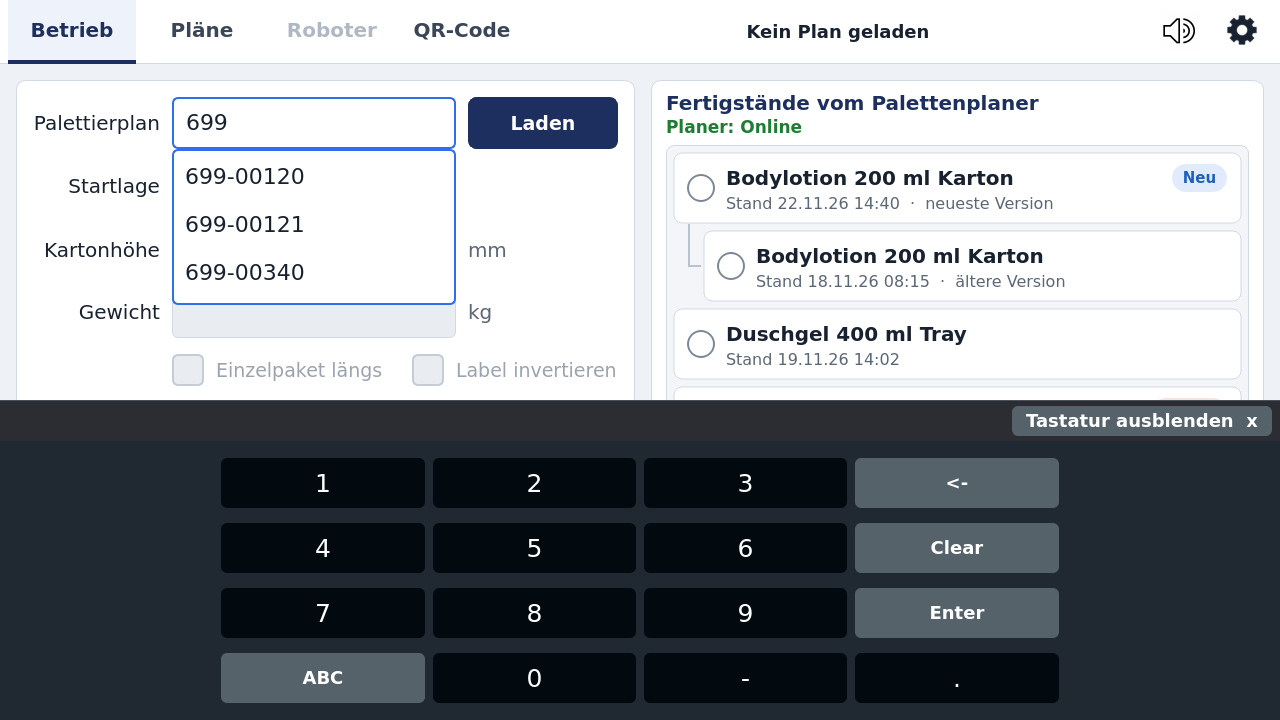 Betrieb Pläne Roboter QR-Code Kein Plan geladen
Palettierplan 699 Laden
699-00120
699-00121
699-00340
Startlage
Kartonhöhe mm
Gewicht kg
Einzelpaket längs Label invertieren
Fertigstände vom Palettenplaner
Planer: Online
Bodylotion 200 ml Karton Neu
Stand 22.11.26 14:40 · neueste Version
Bodylotion 200 ml Karton
Stand 18.11.26 08:15 · ältere Version
Duschgel 400 ml Tray
Stand 19.11.26 14:02
Tastatur ausblenden x
1 2 3 <-
4 5 6 Clear
7 8 9 Enter
ABC 0 - .